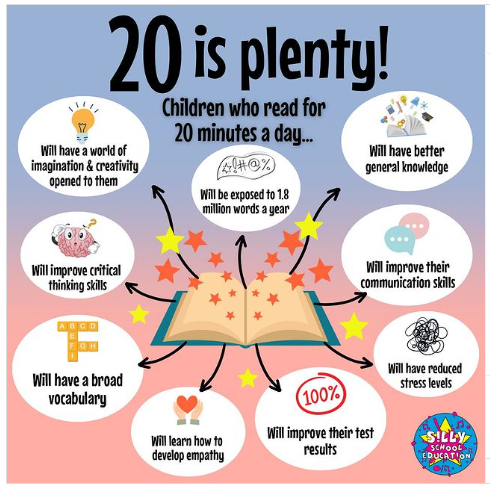 20 is plenty!
Children who read for
20 minutes a day...
Will have a world of
imagination & creativity
opened to them
☆!#@%
Will be exposed to 1.8
million words a year
Will have better
general knowledge
Will improve critical
thinking skills
Will improve their
communication skills
A B C D
E
F G H
I
Will have a broad
vocabulary
Will have reduced
stress levels
Will learn how to
develop empathy
100%
Will improve their test
results
SILLY
SCHOOL
EDUCATION